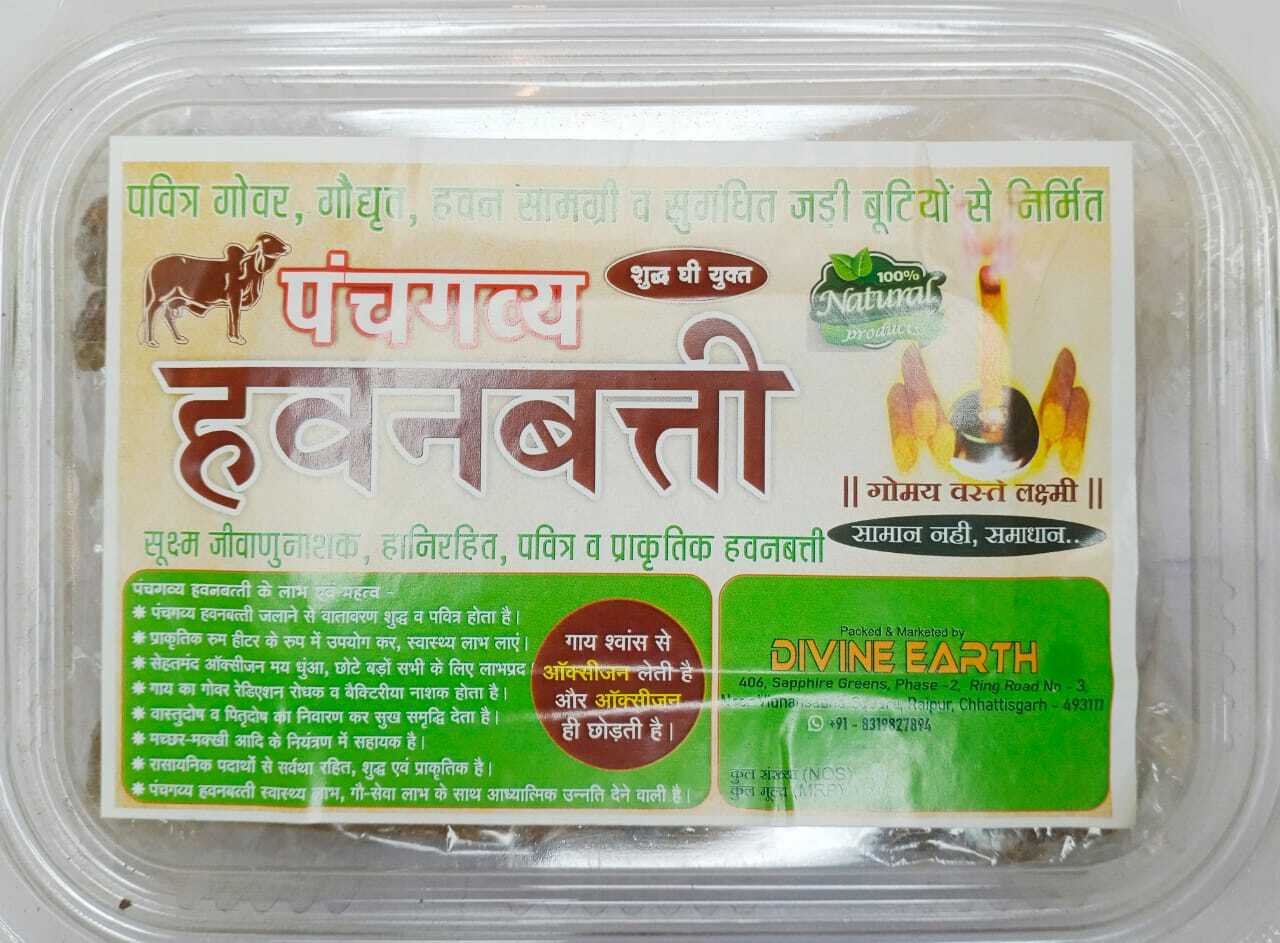 पवित्र गोवर, गौघृत, हवन सामग्री व सुगंधित जड़ी बूटियों से निर्मित
पंचगव्य
शुद्ध घी युक्त
100%
Natural
products
हवनबत्ती
|| गोमय वस्ते लक्ष्मी ||
सामान नही, समाधान..
सूक्ष्म जीवाणुनाशक, हानिरहित, पवित्र व प्राकृतिक हवनबत्ती
पंचगव्य हवनबत्ती के लाभ एवं महत्व -
* पंचगव्य हवनबत्ती जलाने से वातावरण शुद्ध व पवित्र होता है।
* प्राकृतिक रुम हीटर के रुप में उपयोग कर, स्वास्थ्य लाभ लाएं।
* सेहतमंद ऑक्सीजन मय धुंआ, छोटे बड़ों सभी के लिए लाभप्रद
* गाय का गोवर रेडिएशन रोधक व बैक्टिरीया नाशक होता है।
* वास्तुदोष व पितृदोष का निवारण कर सुख समृद्धि देता है।
* मच्छर-मक्खी आदि के नियंत्रण में सहायक है।
* रासायनिक पदार्थो से सर्वथा रहित, शुद्ध एवं प्राकृतिक है।
* पंचगव्य हवनबत्ती स्वास्थ्य लाभ, गौ-सेवा लाभ के साथ आध्यात्मिक उन्नति देने वाली है।
गाय श्वांस से
ऑक्सीजन लेती है
और ऑक्सीजन
ही छोड़ती है।
Packed & Marketed by
DIVINE EARTH
406, Sapphire Greens, Phase -2, Ring Road No - 3,
Raipur, Chhattisgarh - 493111
+91 - 8319827894
कुल संख्या (NOS)
कुल मूल्य (MRP)